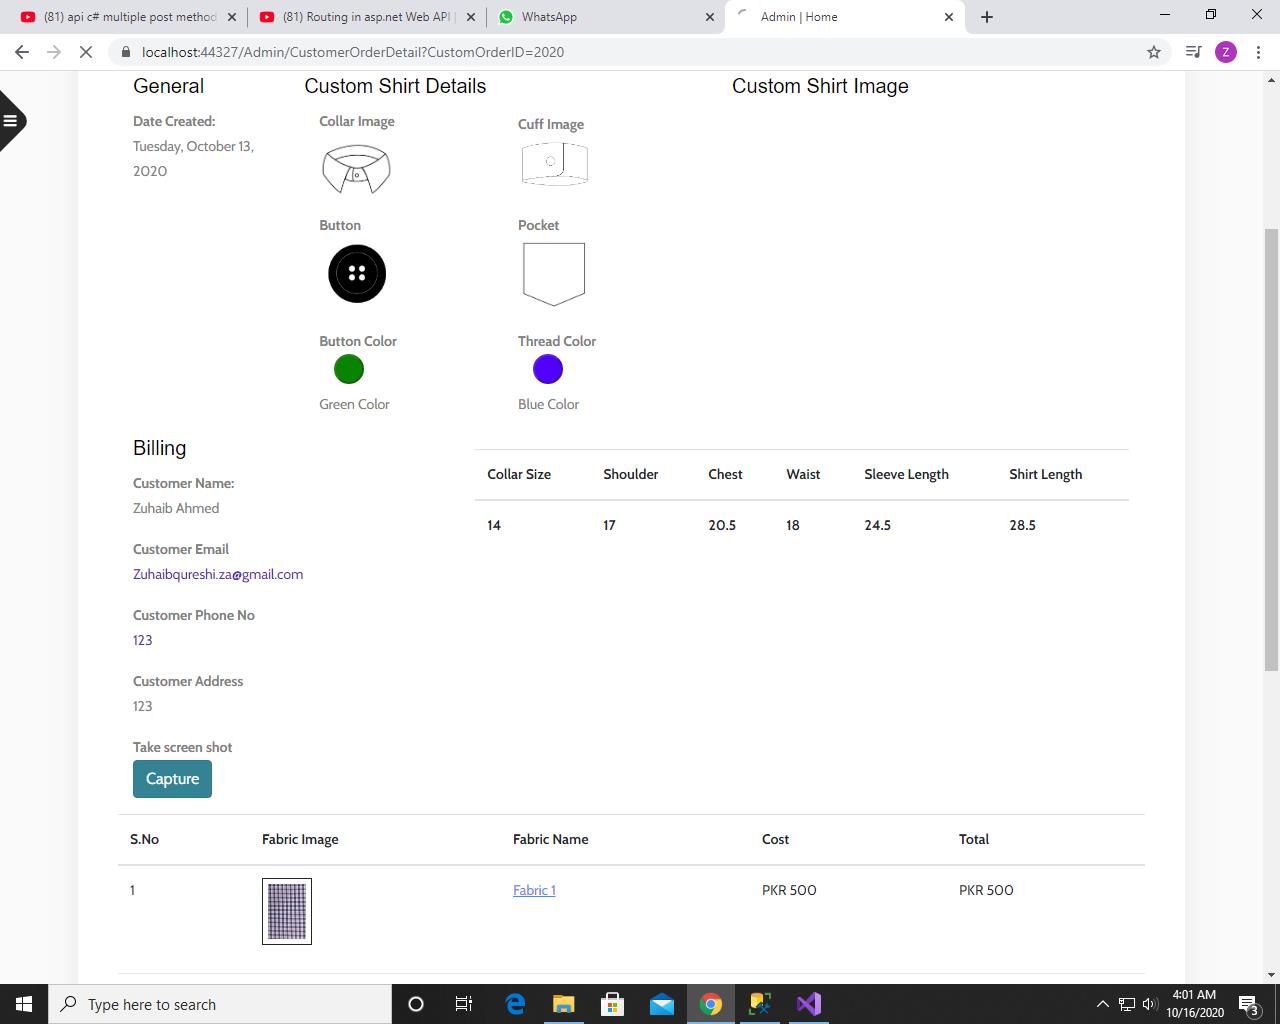 (81) api c# multiple post method
(81) Routing in asp.net Web API
WhatsApp
Admin | Home
localhost:44327/Admin/CustomerOrderDetail?CustomOrderID=2020
Z
General
Custom Shirt Details
Custom Shirt Image
Date Created:
Tuesday, October 13,
2020
Collar Image
Cuff Image
Button
Pocket
Button Color
Thread Color
Green Color
Blue Color
Billing
Customer Name:
Zuhaib Ahmed
Customer Email
Zuhaibqureshi.za@gmail.com
Customer Phone No
123
Customer Address
123
Take screen shot
Capture
Collar Size Shoulder Chest Waist Sleeve Length Shirt Length
14 17 20.5 18 24.5 28.5
S.No Fabric Image Fabric Name Cost Total
1 Fabric 1 PKR 500 PKR 500
Type here to search
4:01 AM
10/16/2020
3